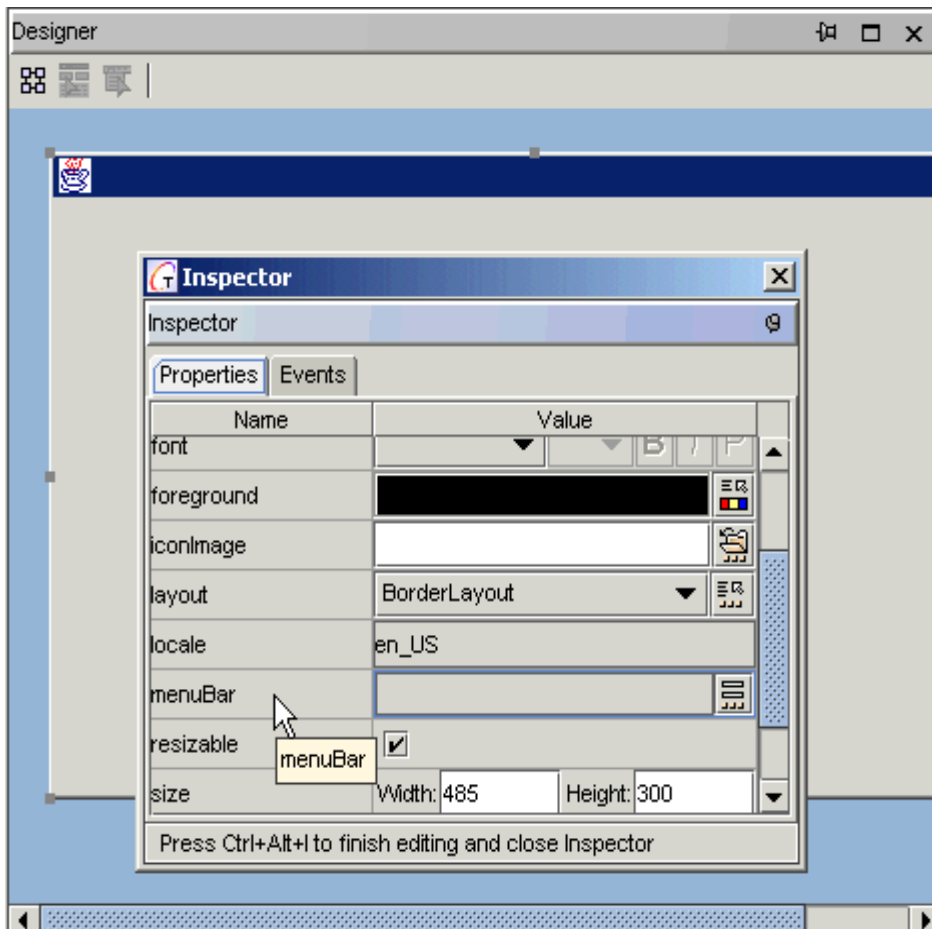 Designer
Inspector
Inspector
Properties Events
Name Value
font B I P
foreground
iconImage
layout BorderLayout
locale en_US
menuBar
resizable
menuBar
size Width: 485 Height: 300
Press Ctrl+Alt+I to finish editing and close Inspector